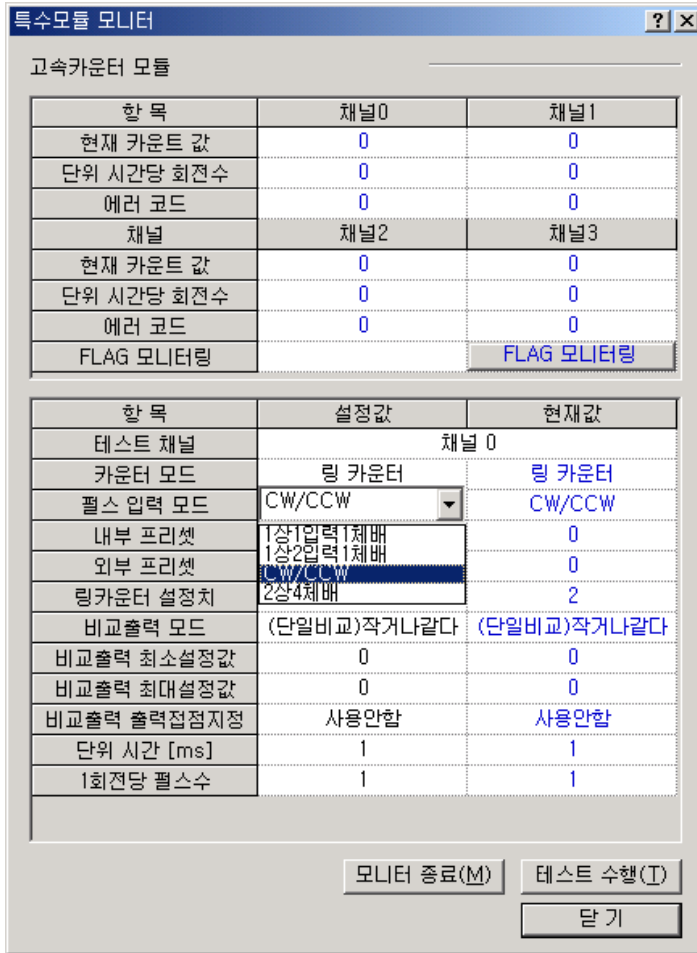 특수모듈 모니터
고속카운터 모듈
항 목 채널0 채널1
현재 카운트 값 0 0
단위 시간당 회전수 0 0
에러 코드 0 0
채널 채널2 채널3
현재 카운트 값 0 0
단위 시간당 회전수 0 0
에러 코드 0 0
FLAG 모니터링 FLAG 모니터링
항 목 설정값 현재값
테스트 채널 채널 0
카운터 모드 링 카운터 링 카운터
펄스 입력 모드 CW/CCW CW/CCW
내부 프리셋 1상1입력1체배 0
1상2입력1체배
외부 프리셋 CW/CCW 0
링카운터 설정치 2상4체배 2
비교출력 모드 (단일비교)작거나같다 (단일비교)작거나같다
비교출력 최소설정값 0 0
비교출력 최대설정값 0 0
비교출력 출력접점지정 사용안함 사용안함
단위 시간 [ms] 1 1
1회전당 펄스수 1 1
모니터 종료(M) 테스트 수행(T)
닫 기